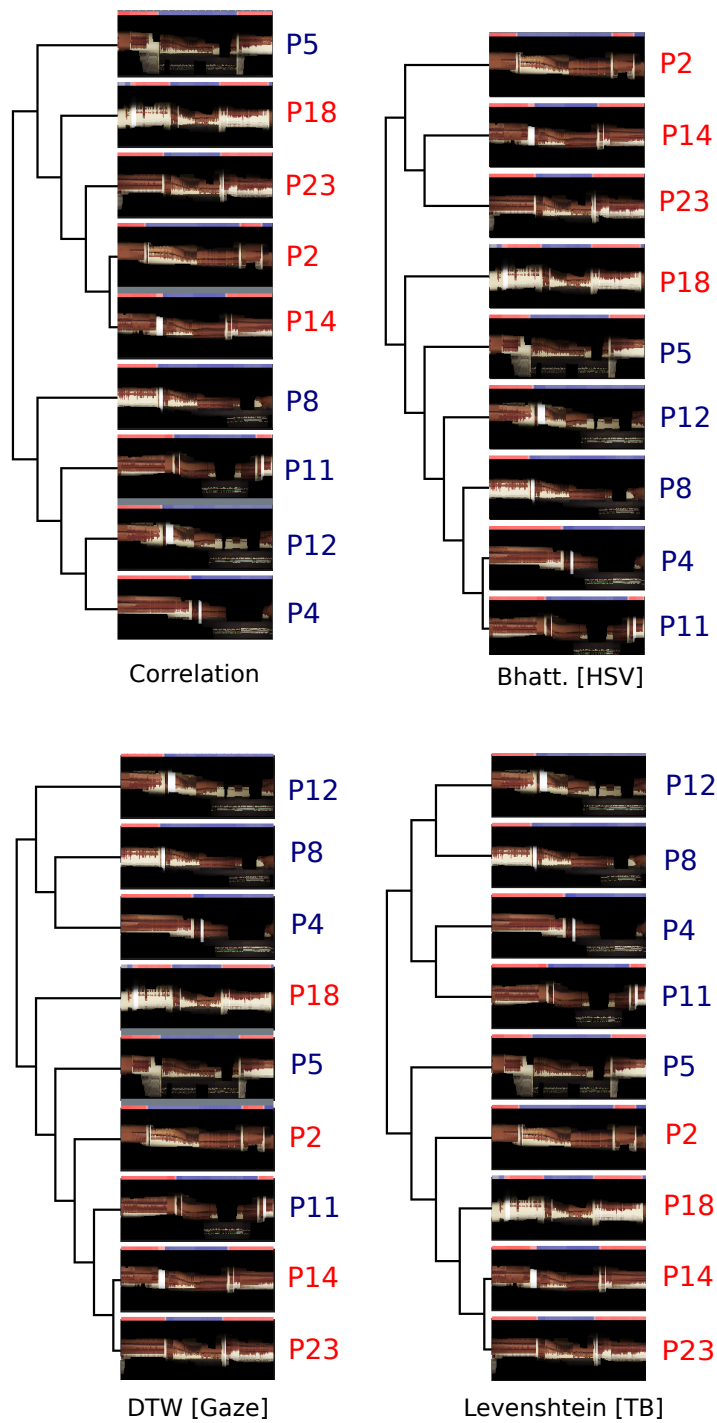 P5
P18
P23
P2
P14
P8
P11
P12
P4
Correlation
P2
P14
P23
P18
P5
P12
P8
P4
P11
Bhatt. [HSV]
P12
P8
P4
P18
P5
P2
P11
P14
P23
DTW [Gaze]
P12
P8
P4
P11
P5
P2
P18
P14
P23
Levenshtein [TB]